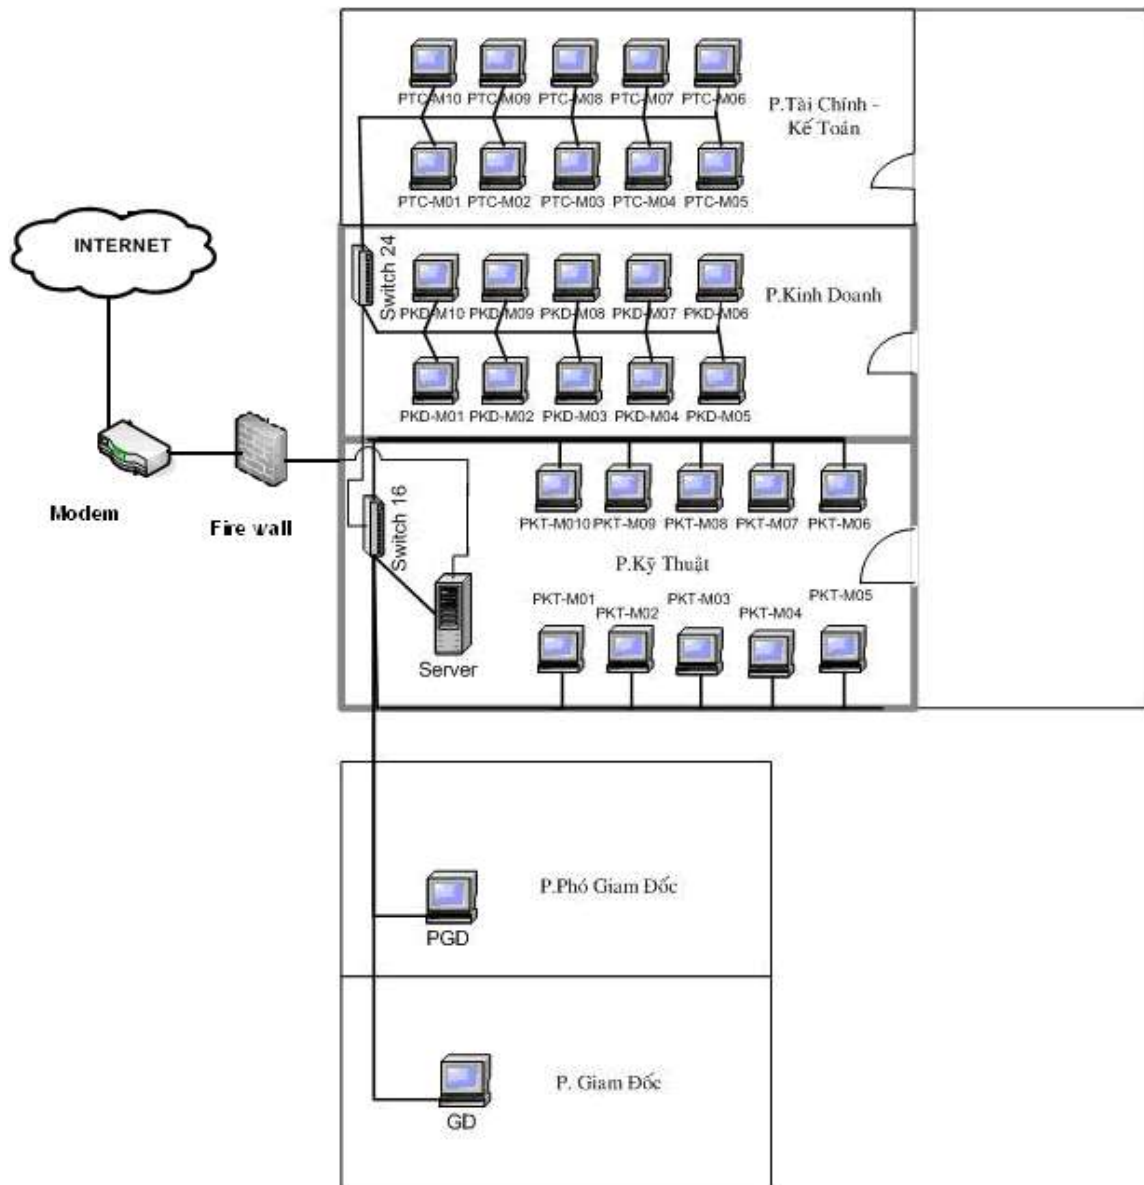 PTC-M10 PTC-M09 PTC-M08 PTC-M07 PTC-M06
P.Tài Chính -
Kế Toán
PTC-M01 PTC-M02 PTC-M03 PTC-M04 PTC-M05
INTERNET
Switch 24
PKD-M10 PKD-M09 PKD-M08 PKD-M07 PKD-M06
P.Kinh Doanh
PKD-M01 PKD-M02 PKD-M03 PKD-M04 PKD-M05
Modem
Fire wall
Switch 16
PKT-M010 PKT-M09 PKT-M08 PKT-M07 PKT-M06
P.Kỹ Thuật
PKT-M01 PKT-M02 PKT-M03 PKT-M04 PKT-M05
Server
P.Phó Giam Đốc
PGD
P. Giam Đốc
GD